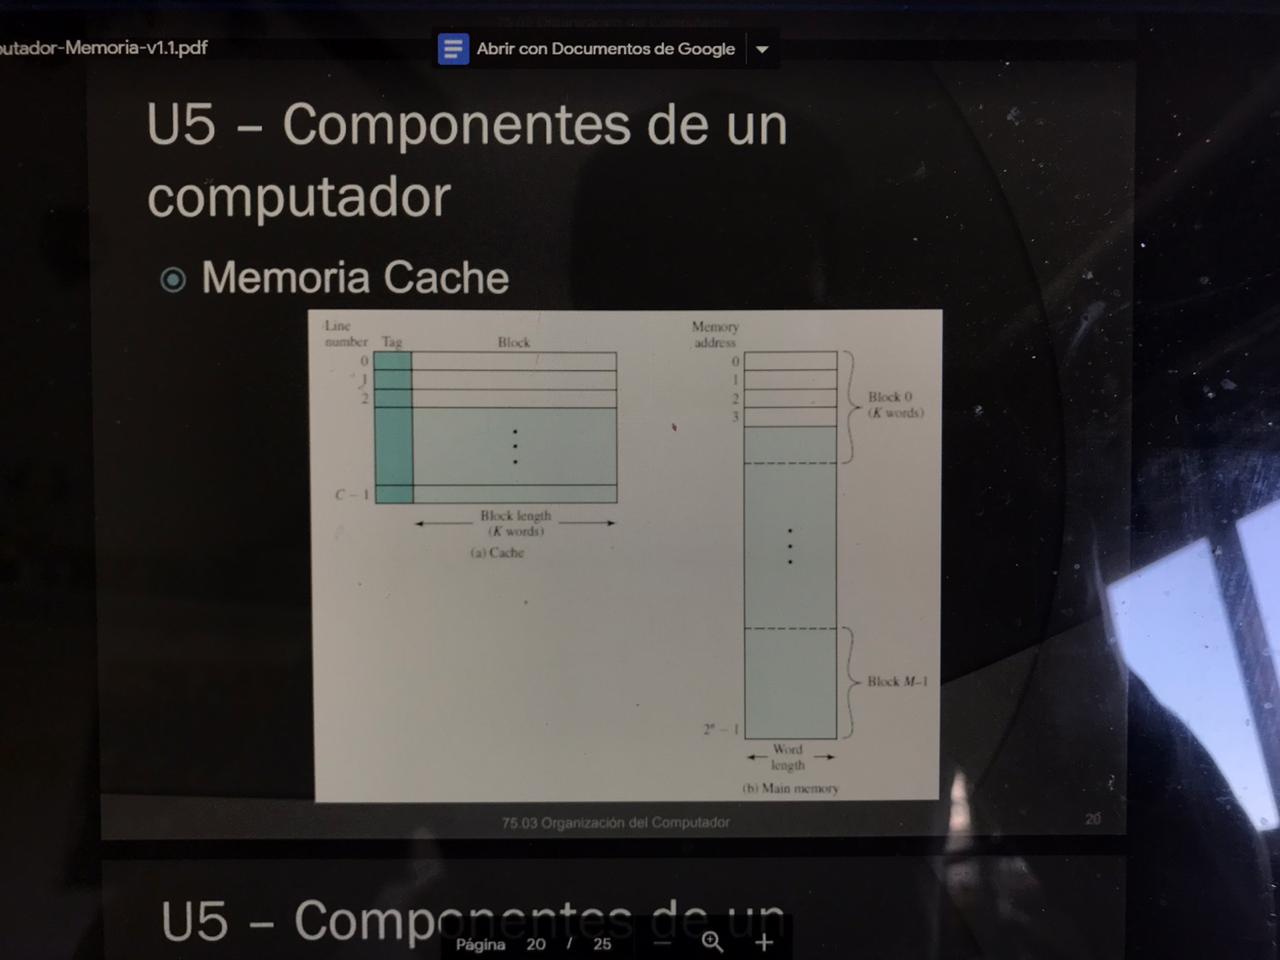 utador-Memoria-v1.1.pdf
Abrir con Documentos de Google
U5 – Componentes de un
computador
Memoria Cache
Line
number Tag Block
0
1
2
C – 1
Block length
(K words)
(a) Cache
Memory
address
0
1
2
3
Block 0
(K words)
Block M–1
2ⁿ – 1
Word
length
(b) Main memory
75.03 Organización del Computador
20
U5 – Componentes de un
Página 20 / 25